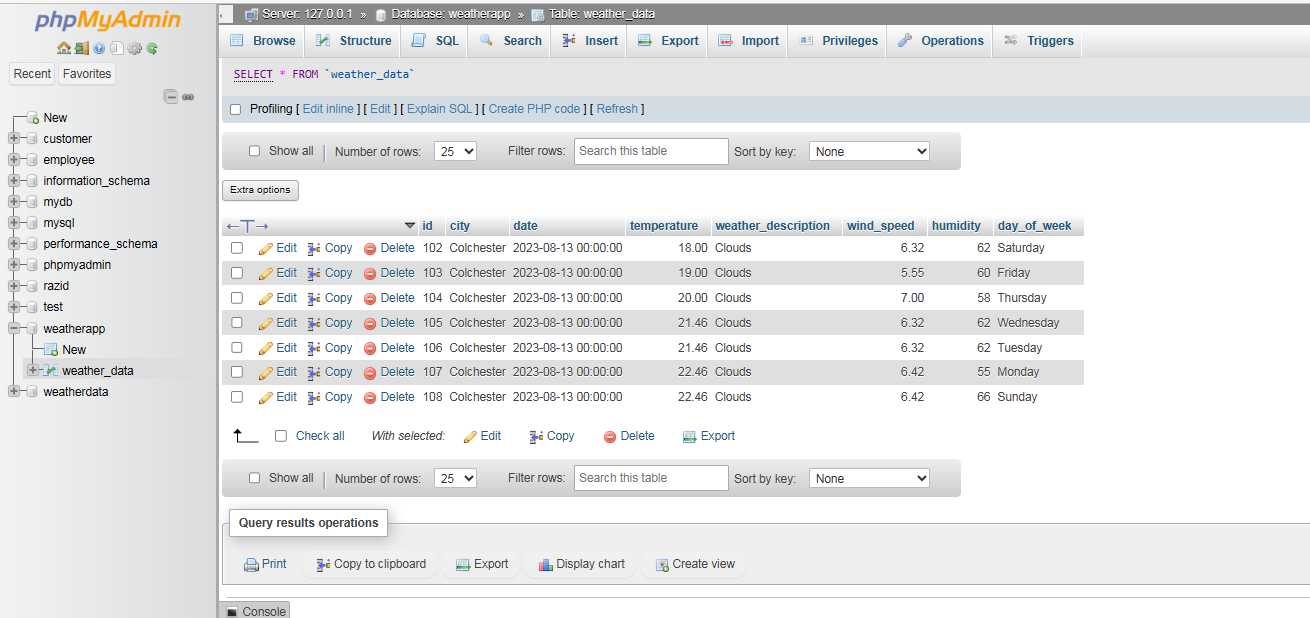 phpMyAdmin
Recent Favorites
New
customer
employee
information_schema
mydb
mysql
performance_schema
phpmyadmin
razid
test
weatherapp
New
weather_data
weatherdata
Server: 127.0.0.1 » Database: weatherapp » Table: weather_data
Browse Structure SQL Search Insert Export Import Privileges Operations Triggers
SELECT * FROM `weather_data`
Profiling [ Edit inline ] [ Edit ] [ Explain SQL ] [ Create PHP code ] [ Refresh ]
Show all | Number of rows: 25 Filter rows: Search this table Sort by key: None
Extra options
←T→ id city date temperature weather_description wind_speed humidity day_of_week
Edit Copy Delete 102 Colchester 2023-08-13 00:00:00 18.00 Clouds 6.32 62 Saturday
Edit Copy Delete 103 Colchester 2023-08-13 00:00:00 19.00 Clouds 5.55 60 Friday
Edit Copy Delete 104 Colchester 2023-08-13 00:00:00 20.00 Clouds 7.00 58 Thursday
Edit Copy Delete 105 Colchester 2023-08-13 00:00:00 21.46 Clouds 6.32 62 Wednesday
Edit Copy Delete 106 Colchester 2023-08-13 00:00:00 21.46 Clouds 6.32 62 Tuesday
Edit Copy Delete 107 Colchester 2023-08-13 00:00:00 22.46 Clouds 6.42 55 Monday
Edit Copy Delete 108 Colchester 2023-08-13 00:00:00 22.46 Clouds 6.42 66 Sunday
Check all With selected: Edit Copy Delete Export
Show all | Number of rows: 25 Filter rows: Search this table Sort by key: None
Query results operations
Print Copy to clipboard Export Display chart Create view
Console